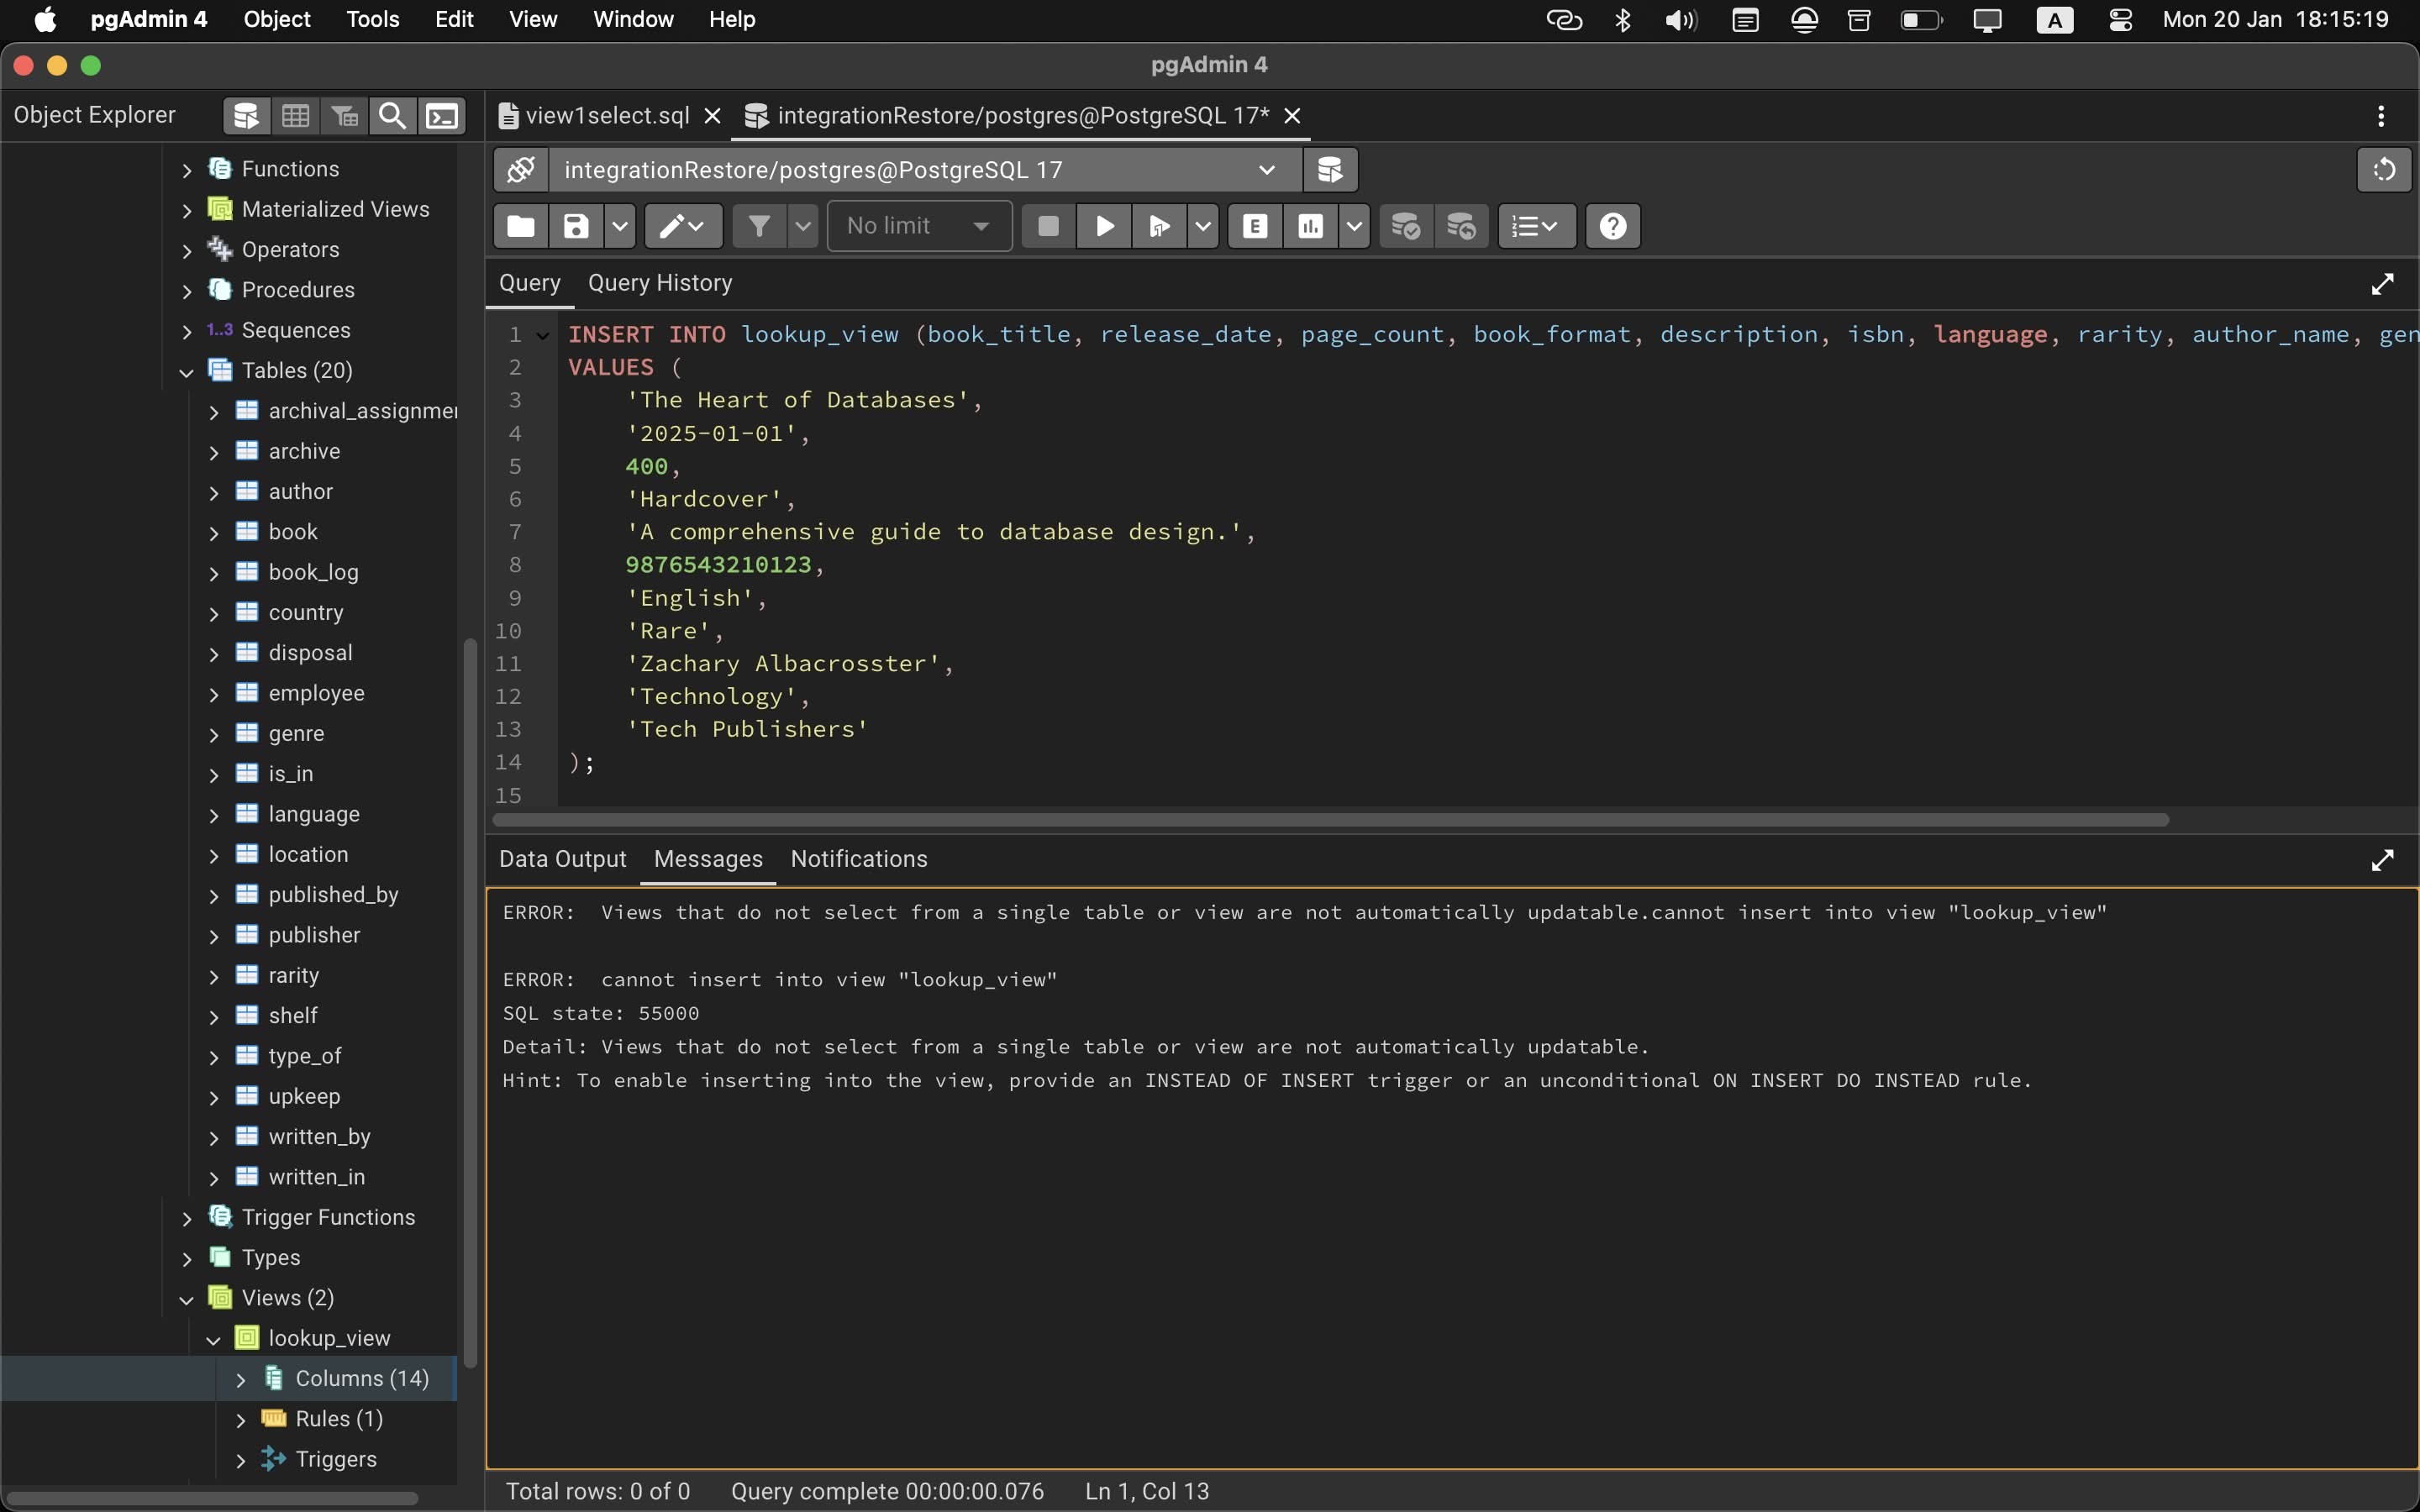 pgAdmin 4 Object Tools Edit View Window Help A Mon 20 Jan 18:15:19
pgAdmin 4
Object Explorer
view1select.sql
integrationRestore/postgres@PostgreSQL 17*
Functions
Materialized Views
Operators
Procedures
1..3 Sequences
Tables (20)
archival_assignmer
archive
author
book
book_log
country
disposal
employee
genre
is_in
language
location
published_by
publisher
rarity
shelf
type_of
upkeep
written_by
written_in
Trigger Functions
Types
Views (2)
lookup_view
Columns (14)
Rules (1)
Triggers
integrationRestore/postgres@PostgreSQL 17
No limit
E
?
Query Query History
1 INSERT INTO lookup_view (book_title, release_date, page_count, book_format, description, isbn, language, rarity, author_name, gen
2 VALUES (
3 'The Heart of Databases',
4 '2025-01-01',
5 400,
6 'Hardcover',
7 'A comprehensive guide to database design.',
8 9876543210123,
9 'English',
10 'Rare',
11 'Zachary Albacrosster',
12 'Technology',
13 'Tech Publishers'
14 );
15
Data Output Messages Notifications
ERROR:  Views that do not select from a single table or view are not automatically updatable.cannot insert into view "lookup_view"
ERROR:  cannot insert into view "lookup_view"
SQL state: 55000
Detail: Views that do not select from a single table or view are not automatically updatable.
Hint: To enable inserting into the view, provide an INSTEAD OF INSERT trigger or an unconditional ON INSERT DO INSTEAD rule.
Total rows: 0 of 0 Query complete 00:00:00.076 Ln 1, Col 13